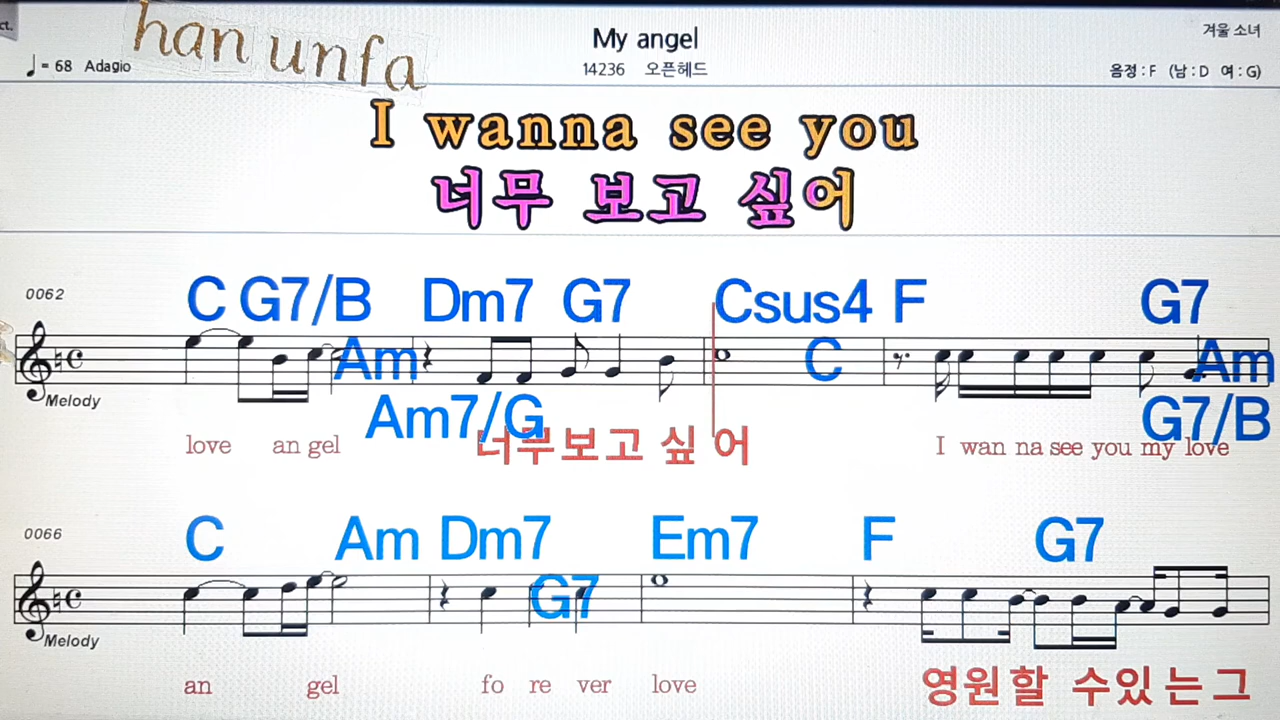 ct.
han unfa
My angel
겨울 소녀
♩= 68 Adagio
14236 오픈헤드
음정 : F (남 : D 여 : G)
I wanna see you
너무 보고 싶어
0062
C G7/B Dm7 G7 Csus4 F G7
Am C Am
Melody
Am7/G G7/B
love an gel 너무보고 싶 어 I wan na see you my love
0066
C Am Dm7 Em7 F G7
G7
Melody
an gel fo re ver love 영원 할 수있 는 그